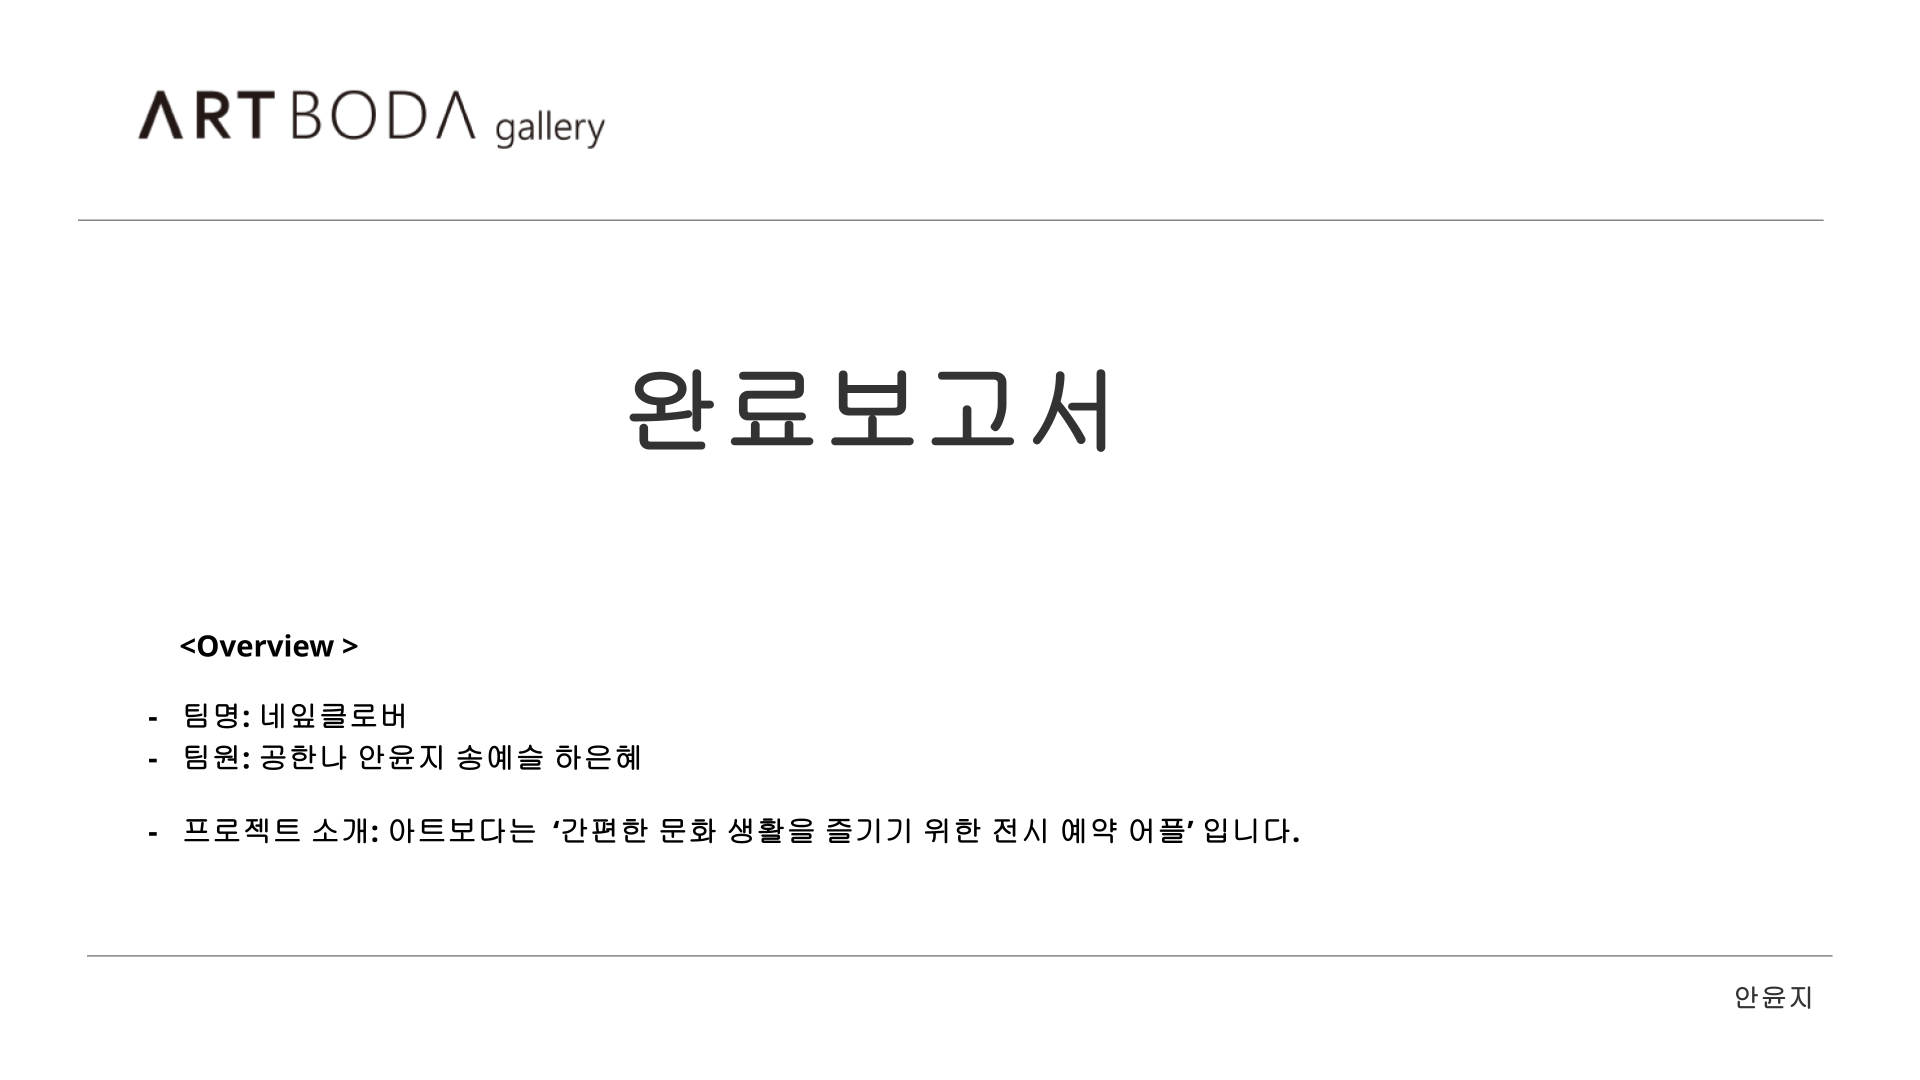 ARTBODA gallery
완료보고서
<Overview >
- 팀명: 네잎클로버
- 팀원: 공한나 안윤지 송예슬 하은혜
- 프로젝트 소개: 아트보다는 ‘간편한 문화 생활을 즐기기 위한 전시 예약 어플’ 입니다.
안윤지